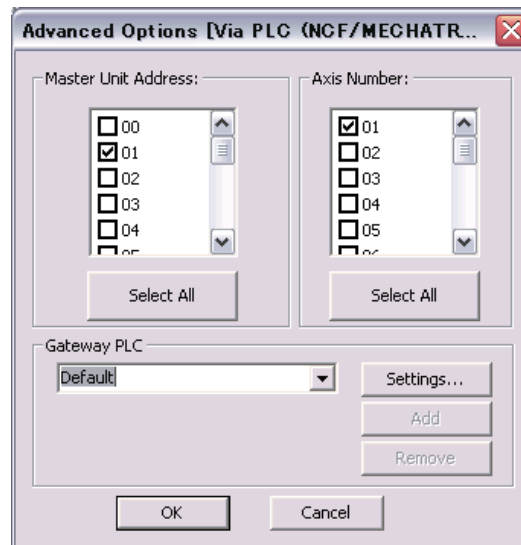 Advanced Options [Via PLC (NCF/MECHATR...
Master Unit Address:
00
01
02
03
04
Select All
Axis Number:
01
02
03
04
05
Select All
Gateway PLC
Default
Settings...
Add
Remove
OK
Cancel